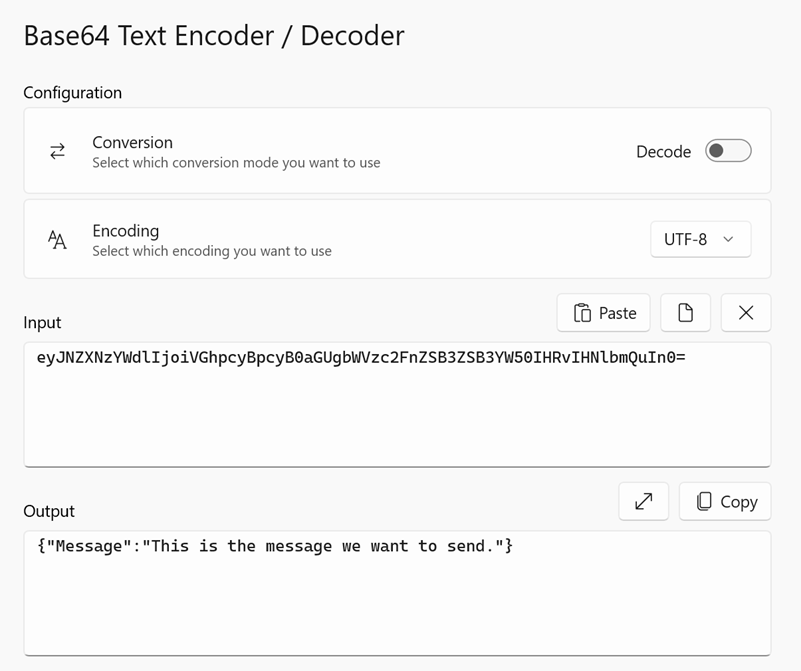 Base64 Text Encoder / Decoder
Configuration
Conversion
Select which conversion mode you want to use
Decode
Encoding
Select which encoding you want to use
UTF-8
Input
Paste
eyJNZXNzYWdlIjoiVGhpcyBpcyB0aGUgbWVzc2FnZSB3ZSB3YW50IHRvIHNlbmQuIn0=
Output
Copy
{"Message":"This is the message we want to send."}